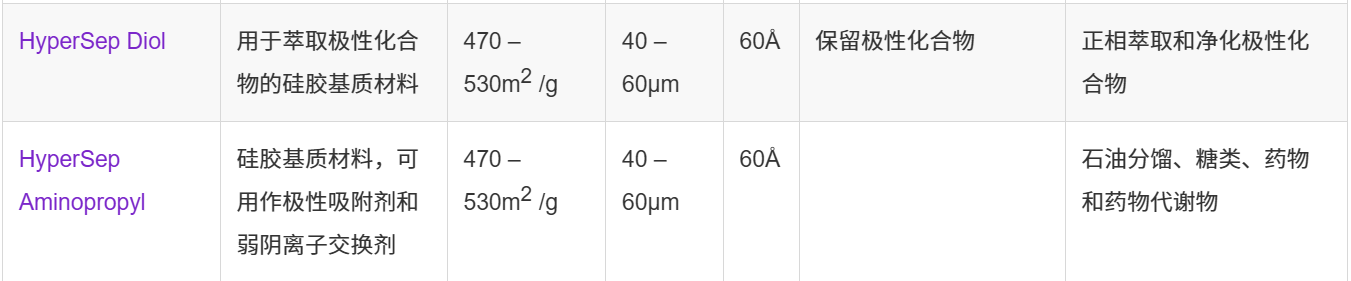 HyperSep Diol
用于萃取极性化合
物的硅胶基质材料
470 –
530m2 /g
40 –
60μm
60Å
保留极性化合物
正相萃取和净化极性化
合物
HyperSep
Aminopropyl
硅胶基质材料，可
用作极性吸附剂和
弱阴离子交换剂
470 –
530m2 /g
40 –
60μm
60Å
石油分馏、糖类、药物
和药物代谢物